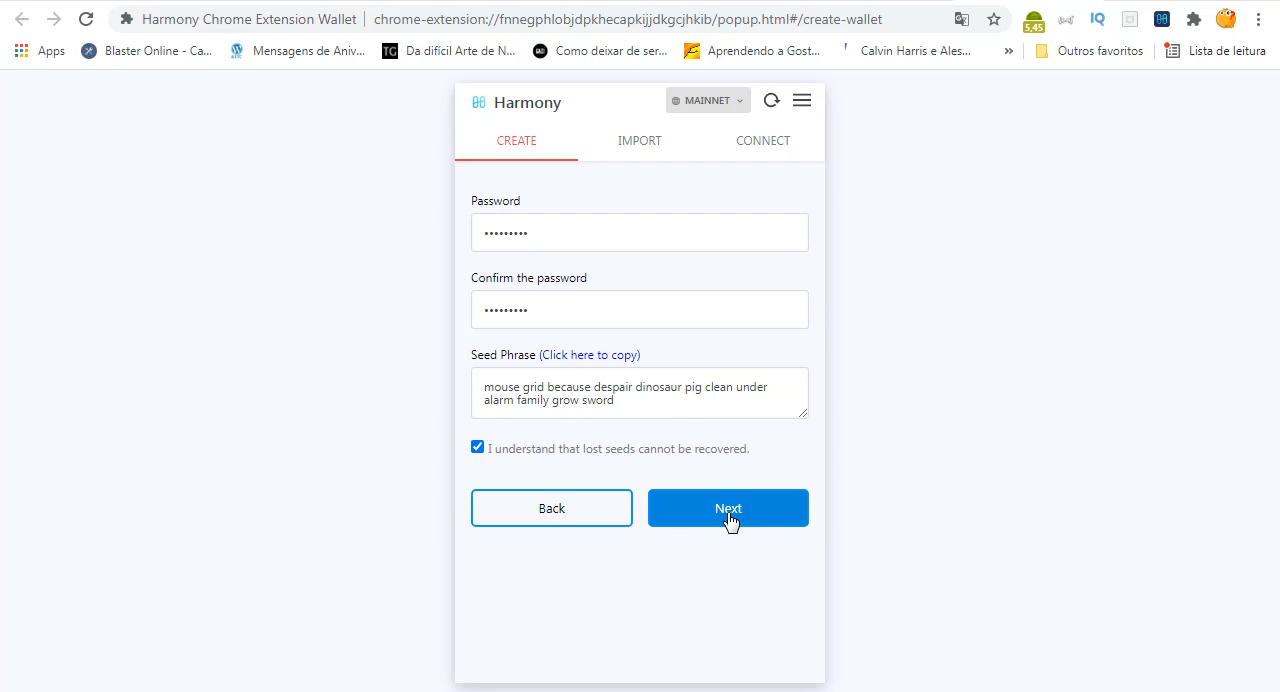 Harmony Chrome Extension Wallet | chrome-extension://fnnegphlobjdpkhecapkijjdkgcjhkib/popup.html#/create-wallet
5,45
IQ
Apps Blaster Online - Ca... Mensagens de Aniv... TG Da difícil Arte de N... Como deixar de ser... Aprendendo a Gost... Calvin Harris e Ales... » Outros favoritos Lista de leitura
Harmony MAINNET
CREATE IMPORT CONNECT
Password
•••••••••
Confirm the password
•••••••••
Seed Phrase (Click here to copy)
mouse grid because despair dinosaur pig clean under
alarm family grow sword
I understand that lost seeds cannot be recovered.
Back Next